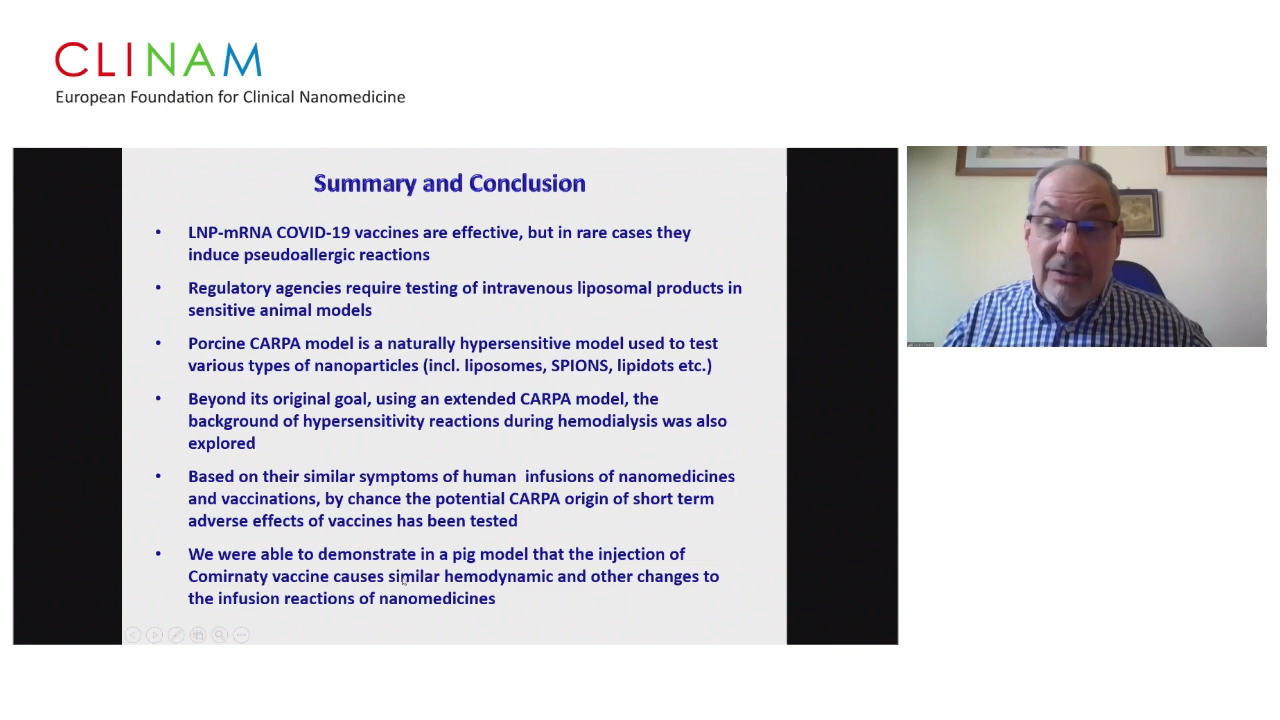 CLINAM
European Foundation for Clinical Nanomedicine
Summary and Conclusion
• LNP-mRNA COVID-19 vaccines are effective, but in rare cases they
induce pseudoallergic reactions
• Regulatory agencies require testing of intravenous liposomal products in
sensitive animal models
• Porcine CARPA model is a naturally hypersensitive model used to test
various types of nanoparticles (incl. liposomes, SPIONS, lipidots etc.)
• Beyond its original goal, using an extended CARPA model, the
background of hypersensitivity reactions during hemodialysis was also
explored
• Based on their similar symptoms of human  infusions of nanomedicines
and vaccinations, by chance the potential CARPA origin of short term
adverse effects of vaccines has been tested
• We were able to demonstrate in a pig model that the injection of
Comirnaty vaccine causes similar hemodynamic and other changes to
the infusion reactions of nanomedicines